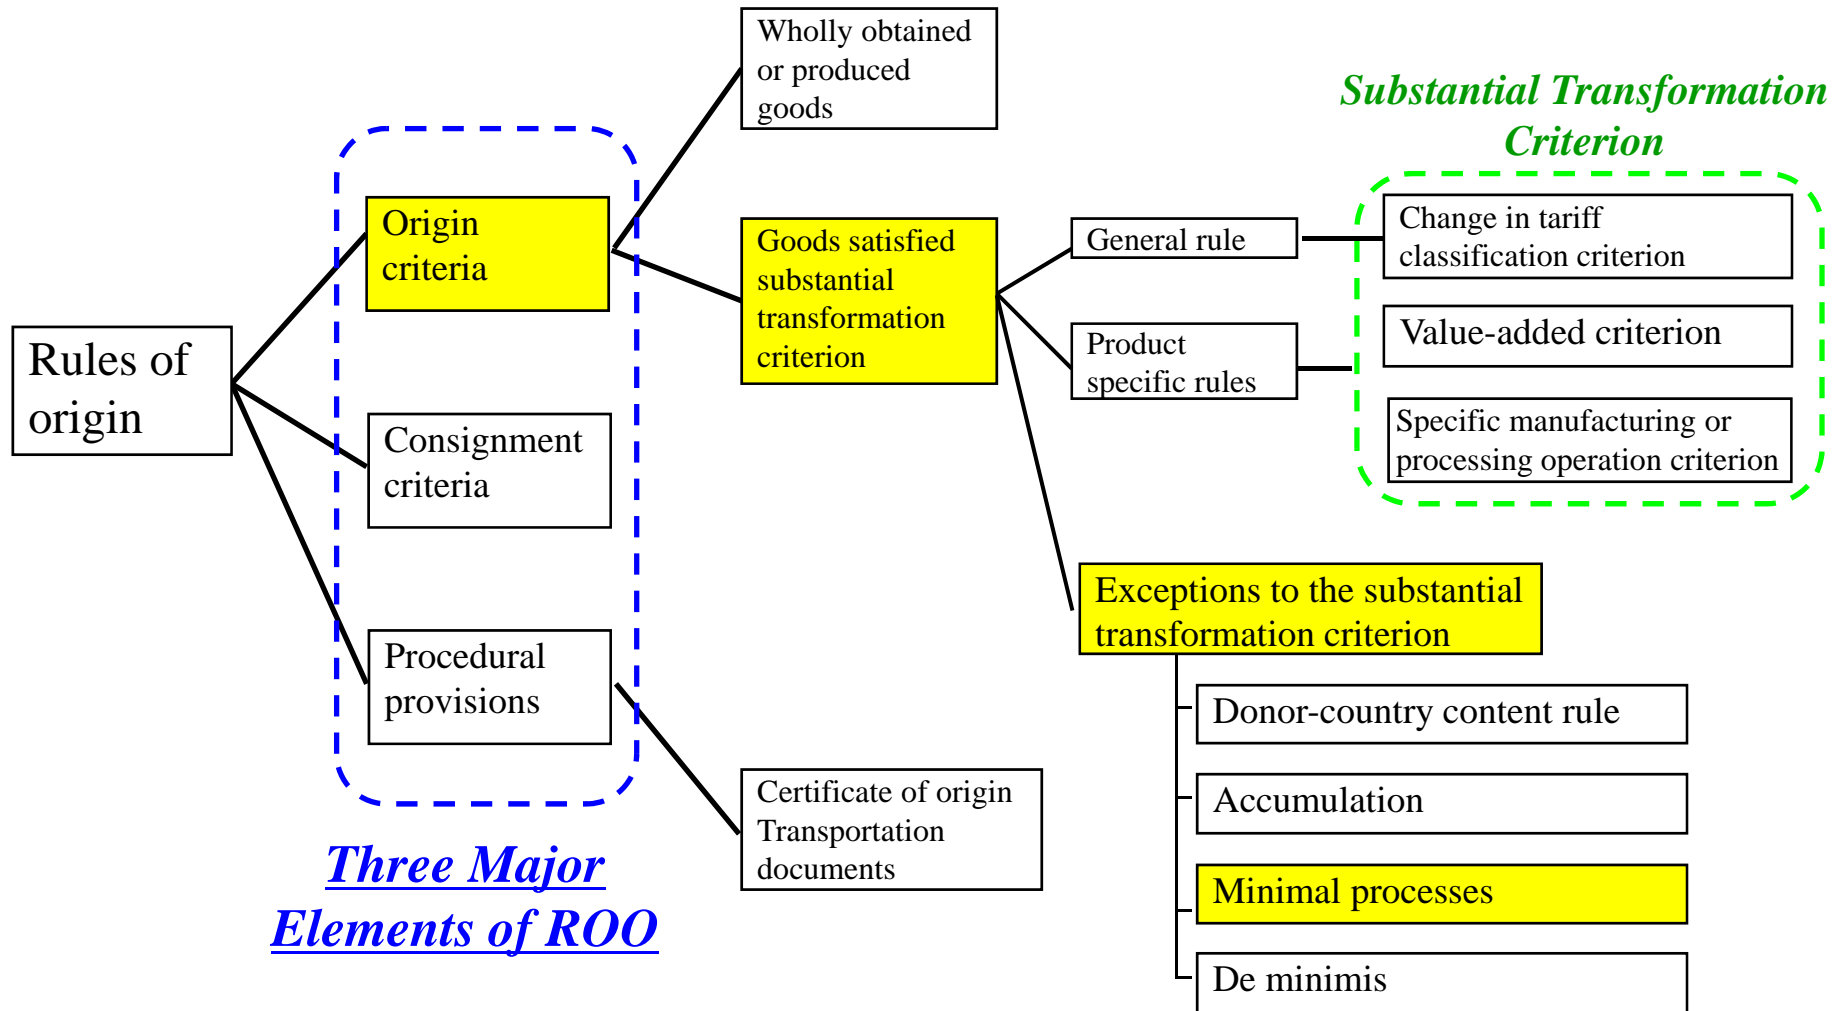 Rules of
origin
Origin
criteria
Consignment
criteria
Procedural
provisions
Three Major
Elements of ROO
Wholly obtained
or produced
goods
Goods satisfied
substantial
transformation
criterion
Certificate of origin
Transportation
documents
General rule
Product
specific rules
Substantial Transformation
Criterion
Change in tariff
classification criterion
Value-added criterion
Specific manufacturing or
processing operation criterion
Exceptions to the substantial
transformation criterion
Donor-country content rule
Accumulation
Minimal processes
De minimis